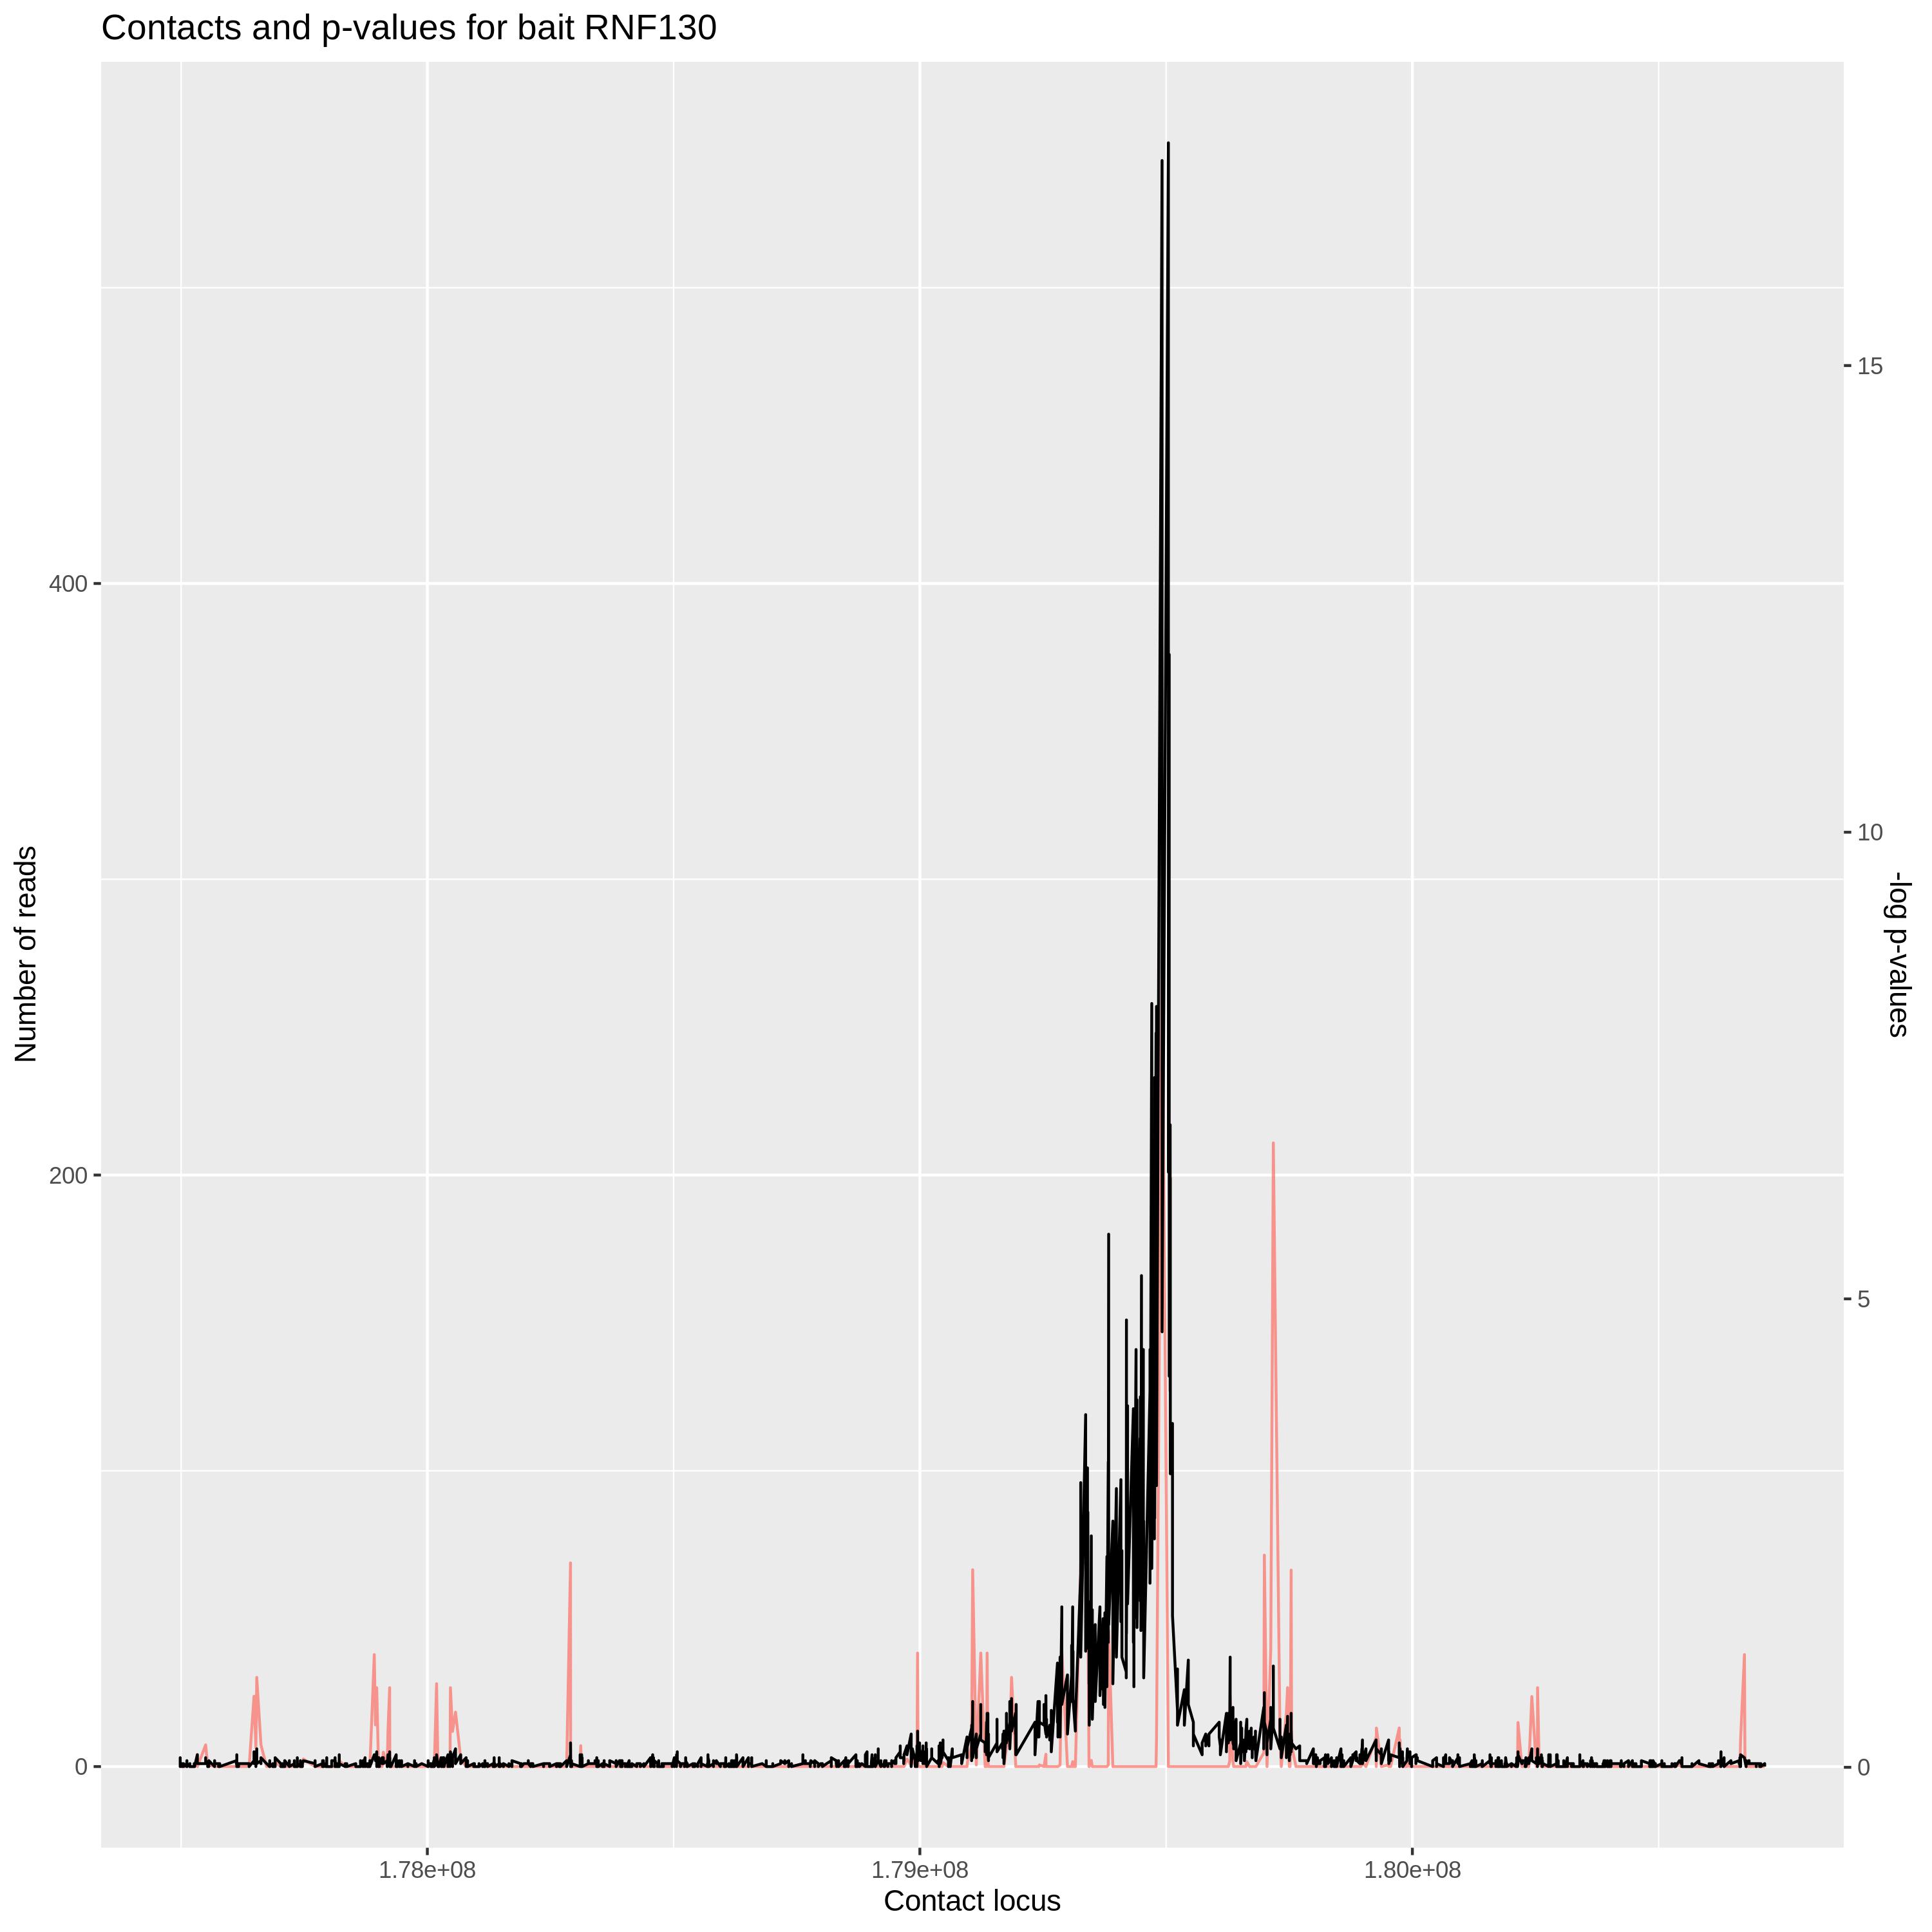 Contacts and p-values for bait RNF130
Number of reads
400
200
0
15
10
5
0
-log p-values
1.78e+08
1.79e+08
1.80e+08
Contact locus